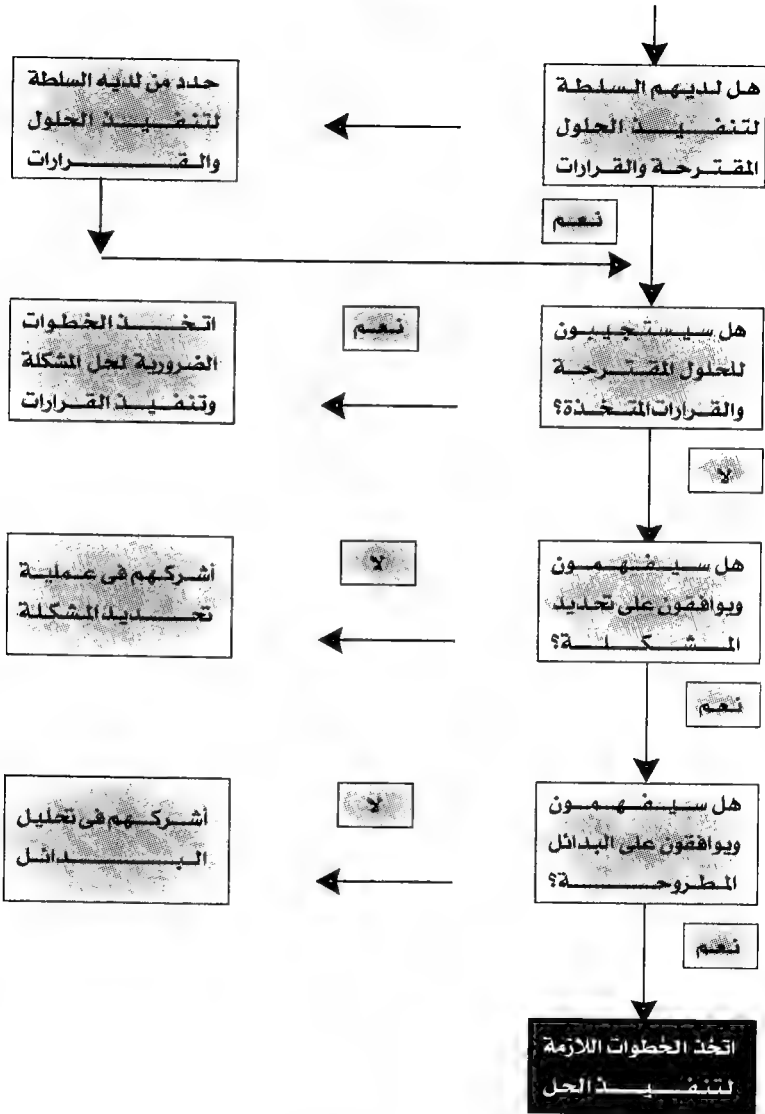 هل لديهم السلطة
لتنفيذ الحلول
المقترحة والقرارات
حدد من لديه السلطة
لتنفيذ الحلول
والقرارات
نعم
هل سيستجيبون
للحلول المقترحة
والقرارات المتخذة؟
نعم
اتخذ الخطوات
الضرورية لحل المشكلة
وتنفيذ القرارات
لا
هل سيفهمون
ويوافقون على تحديد
المشكلة؟
لا
أشركهم فى عملية
تحديد المشكلة
نعم
هل سيفهمون
ويوافقون على البدائل
المطروحة؟
لا
أشركهم فى تحليل
البدائل
نعم
اتخذ الخطوات اللازمة
لتنفيذ الحل